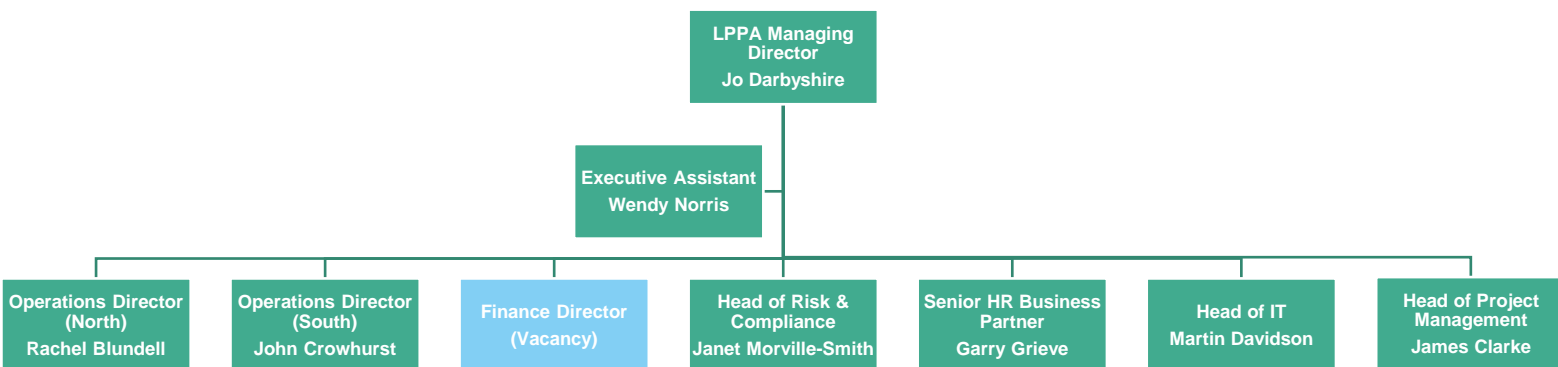 LPPA Managing
Director
Jo Darbyshire
Executive Assistant
Wendy Norris
Operations Director
(North)
Rachel Blundell
Operations Director
(South)
John Crowhurst
Finance Director
(Vacancy)
Head of Risk &
Compliance
Janet Morville-Smith
Senior HR Business
Partner
Garry Grieve
Head of IT
Martin Davidson
Head of Project
Management
James Clarke